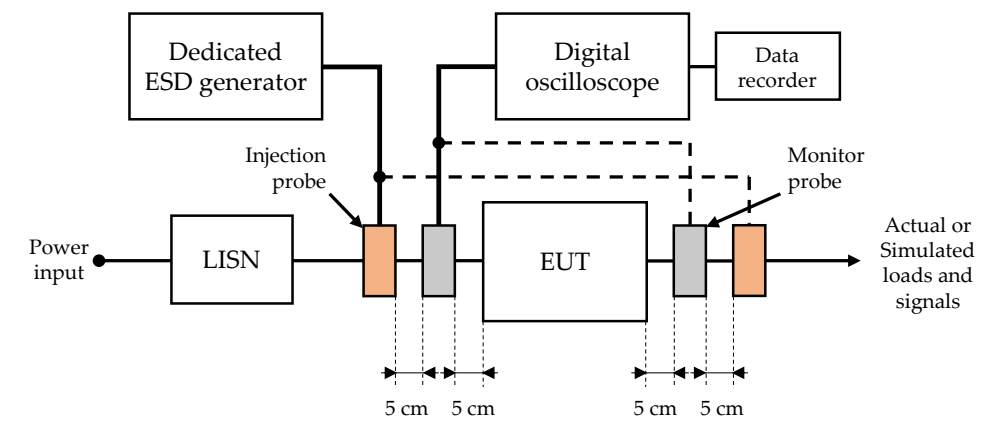 Dedicated
ESD generator
Digital
oscilloscope
Data
recorder
Injection
probe
Monitor
probe
Power
input
LISN
EUT
Actual or
Simulated
loads and
signals
5 cm
5 cm
5 cm
5 cm